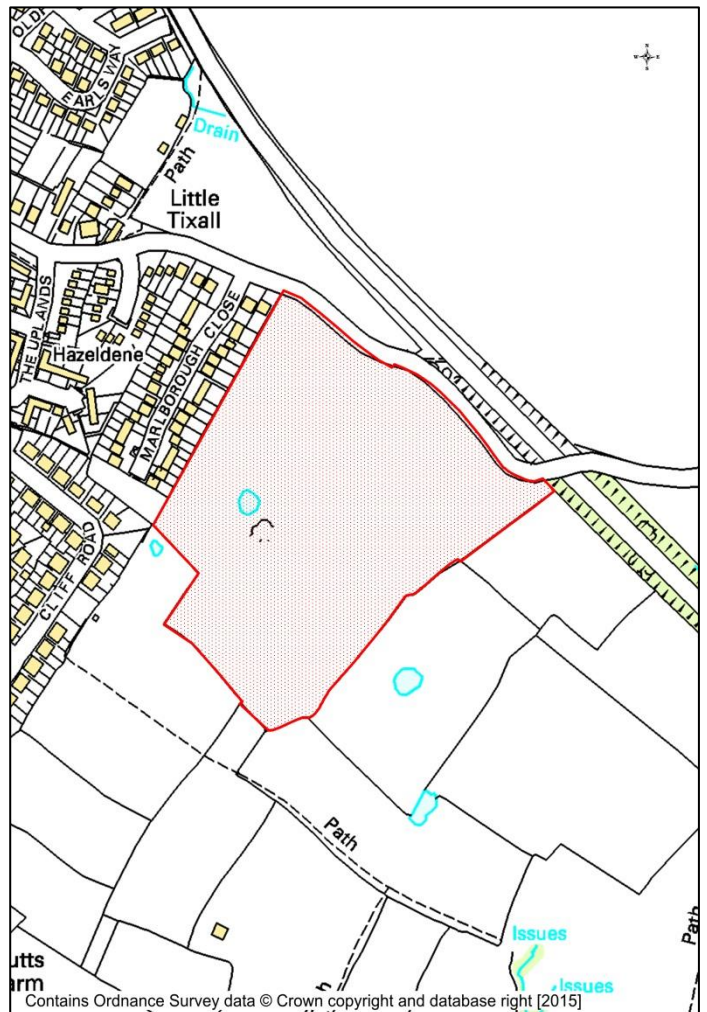 EARLS WAY
Drain
Path
Little
Tixall
THE UPLANDS
Hazeldene
MARLBOROUGH CLOSE
CLIFF ROAD
Path
Path
Issues
Issues
utts
arm
Contains Ordnance Survey data © Crown copyright and database right [2015]